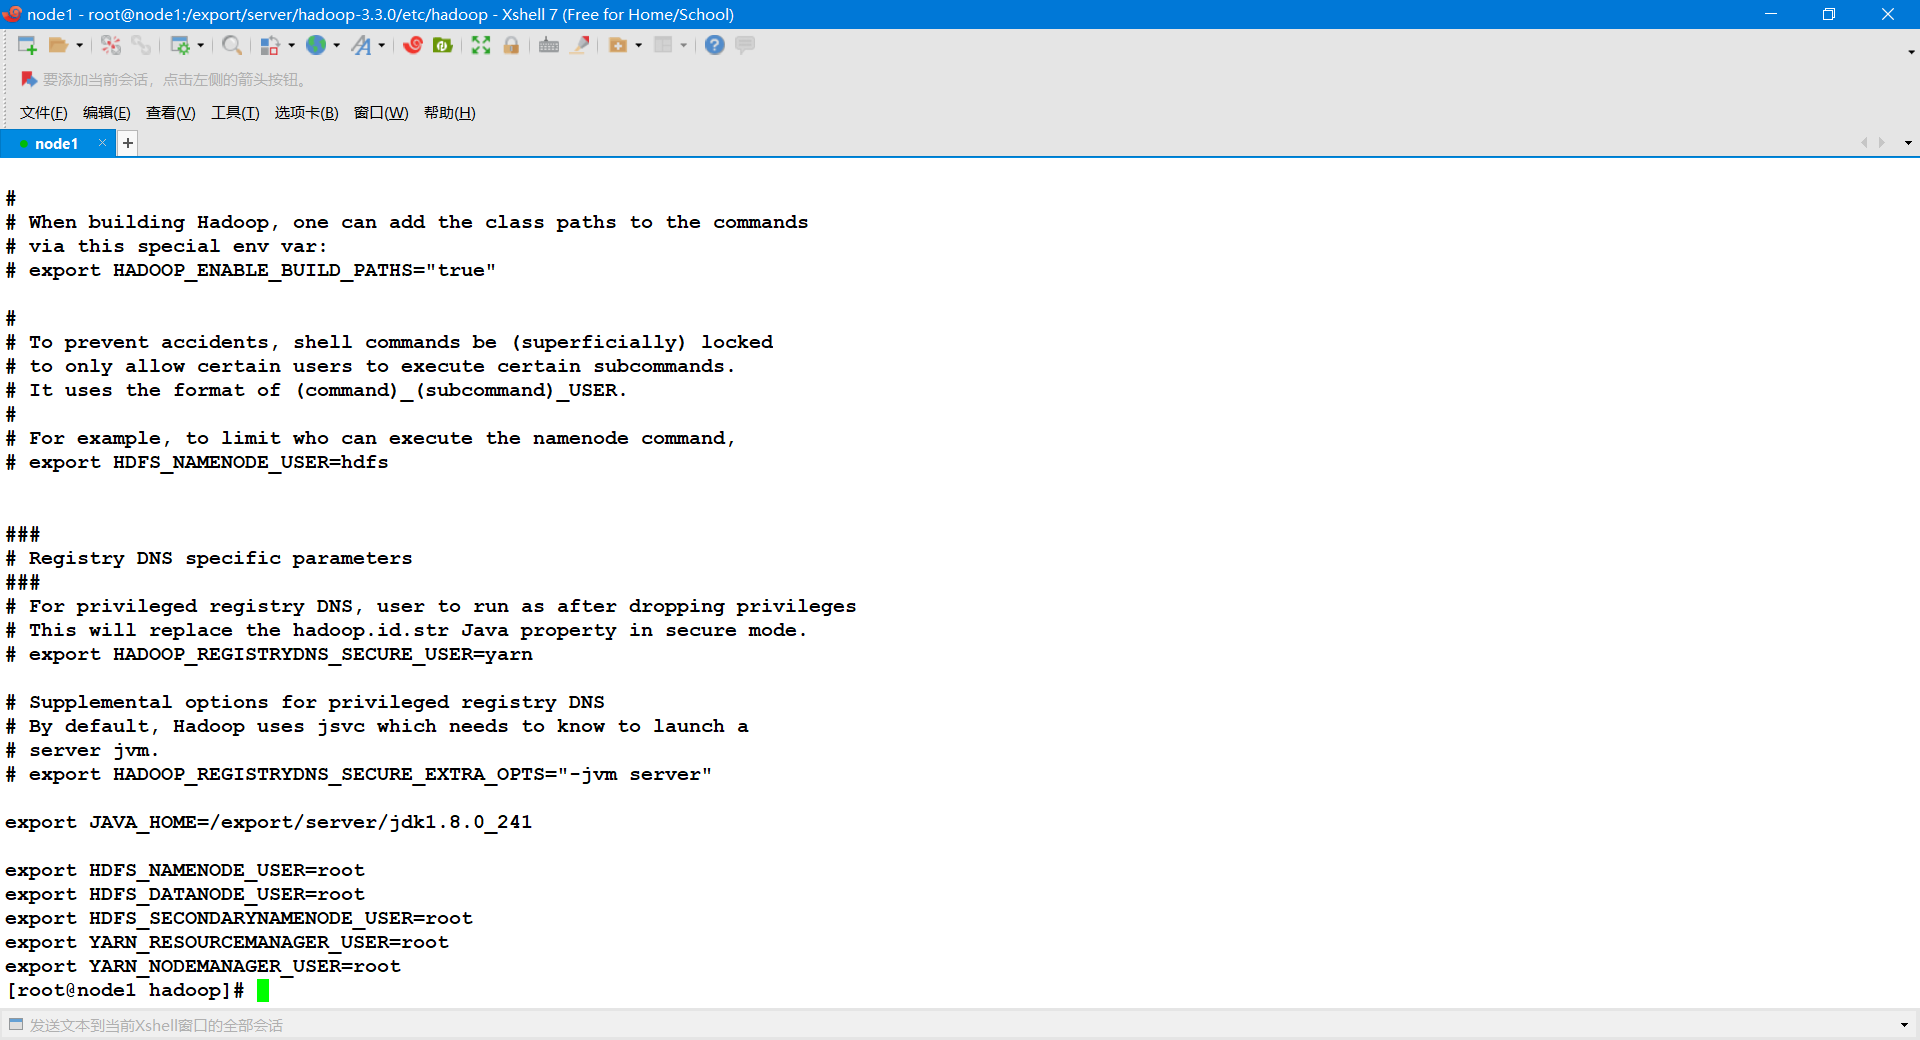 node1 - root@node1:/export/server/hadoop-3.3.0/etc/hadoop - Xshell 7 (Free for Home/School)
要添加当前会话，点击左侧的箭头按钮。
文件(F) 编辑(E) 查看(V) 工具(T) 选项卡(B) 窗口(W) 帮助(H)
node1
#
# When building Hadoop, one can add the class paths to the commands
# via this special env var:
# export HADOOP_ENABLE_BUILD_PATHS="true"
#
# To prevent accidents, shell commands be (superficially) locked
# to only allow certain users to execute certain subcommands.
# It uses the format of (command)_(subcommand)_USER.
#
# For example, to limit who can execute the namenode command,
# export HDFS_NAMENODE_USER=hdfs
###
# Registry DNS specific parameters
###
# For privileged registry DNS, user to run as after dropping privileges
# This will replace the hadoop.id.str Java property in secure mode.
# export HADOOP_REGISTRYDNS_SECURE_USER=yarn
# Supplemental options for privileged registry DNS
# By default, Hadoop uses jsvc which needs to know to launch a
# server jvm.
# export HADOOP_REGISTRYDNS_SECURE_EXTRA_OPTS="-jvm server"
export JAVA_HOME=/export/server/jdk1.8.0_241
export HDFS_NAMENODE_USER=root
export HDFS_DATANODE_USER=root
export HDFS_SECONDARYNAMENODE_USER=root
export YARN_RESOURCEMANAGER_USER=root
export YARN_NODEMANAGER_USER=root
[root@node1 hadoop]#
发送文本到当前Xshell窗口的全部会话